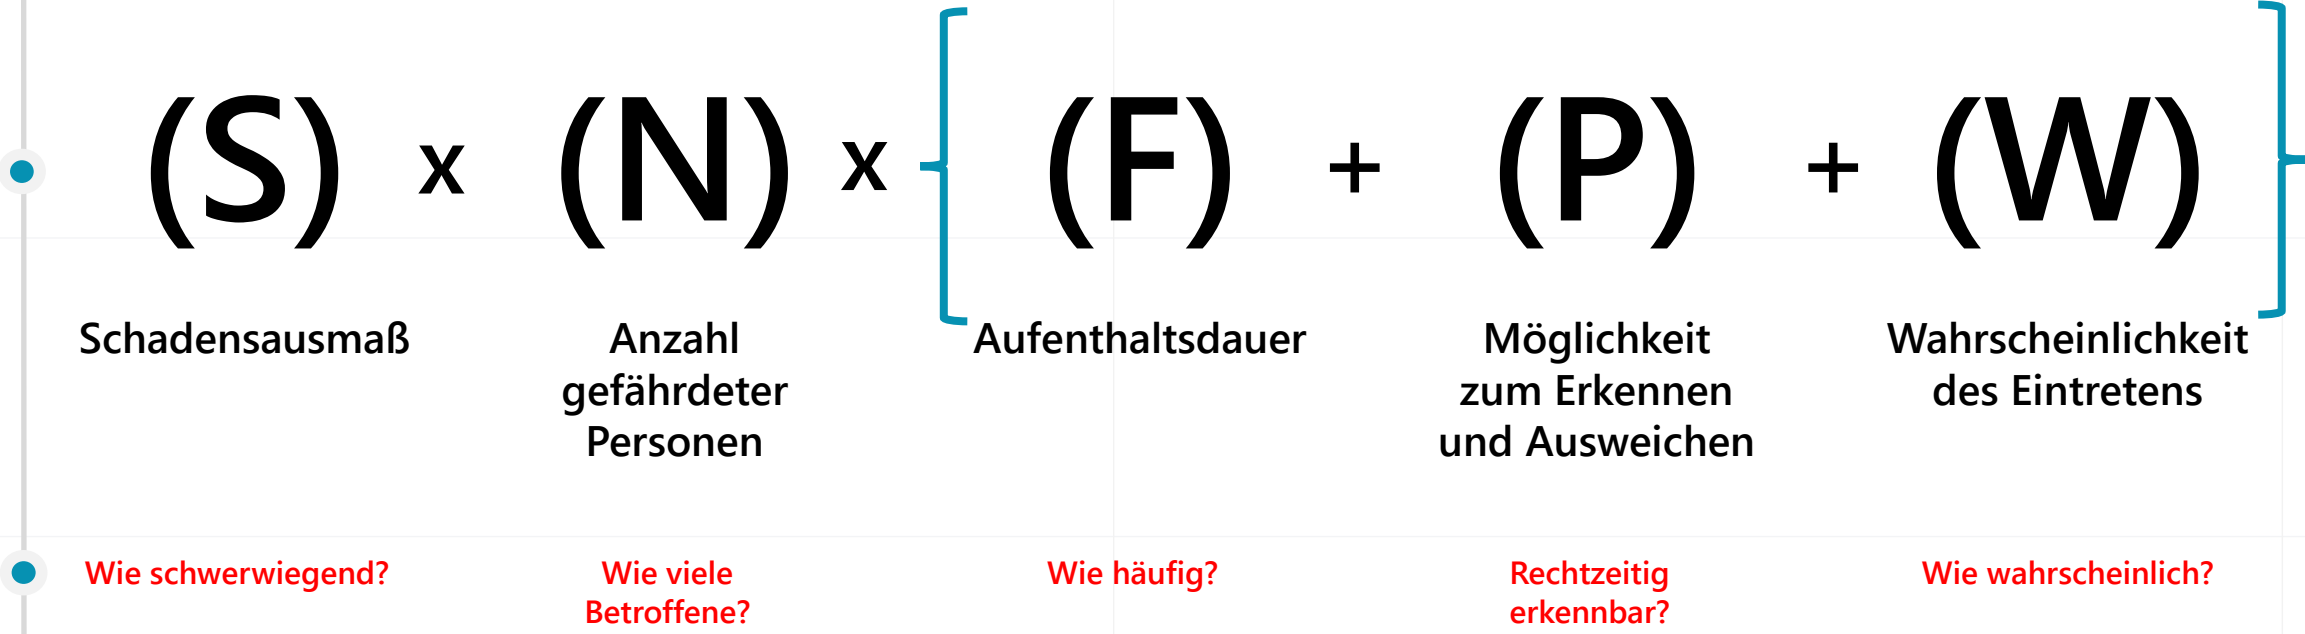 (S) x (N) x { (F) + (P) + (W) }
Schadensausmaß
Anzahl
gefährdeter
Personen
Aufenthaltsdauer
Möglichkeit
zum Erkennen
und Ausweichen
Wahrscheinlichkeit
des Eintretens
Wie schwerwiegend?
Wie viele
Betroffene?
Wie häufig?
Rechtzeitig
erkennbar?
Wie wahrscheinlich?